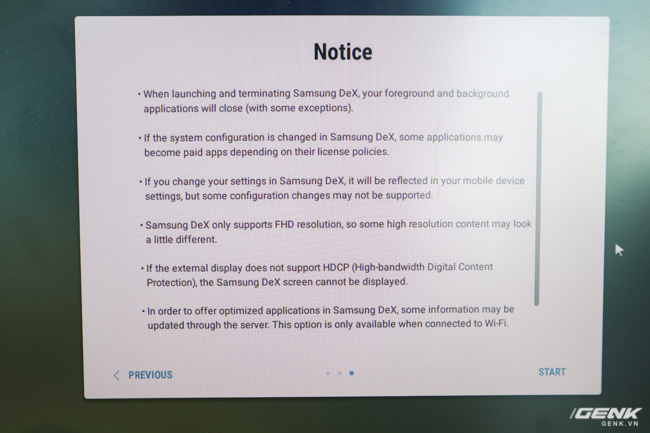 Notice
• When launching and terminating Samsung DeX, your foreground and background
applications will close (with some exceptions).
• If the system configuration is changed in Samsung DeX, some applications may
become paid apps depending on their license policies.
• If you change your settings in Samsung DeX, it will be reflected in your mobile device
settings, but some configuration changes may not be supported.
• Samsung DeX only supports FHD resolution, so some high resolution content may look
a little different.
• If the external display does not support HDCP (High-bandwidth Digital Content
Protection), the Samsung DeX screen cannot be displayed.
• In order to offer optimized applications in Samsung DeX, some information may be
updated through the server. This option is only available when connected to Wi-Fi.
< PREVIOUS
START
GENK
GENK.VN